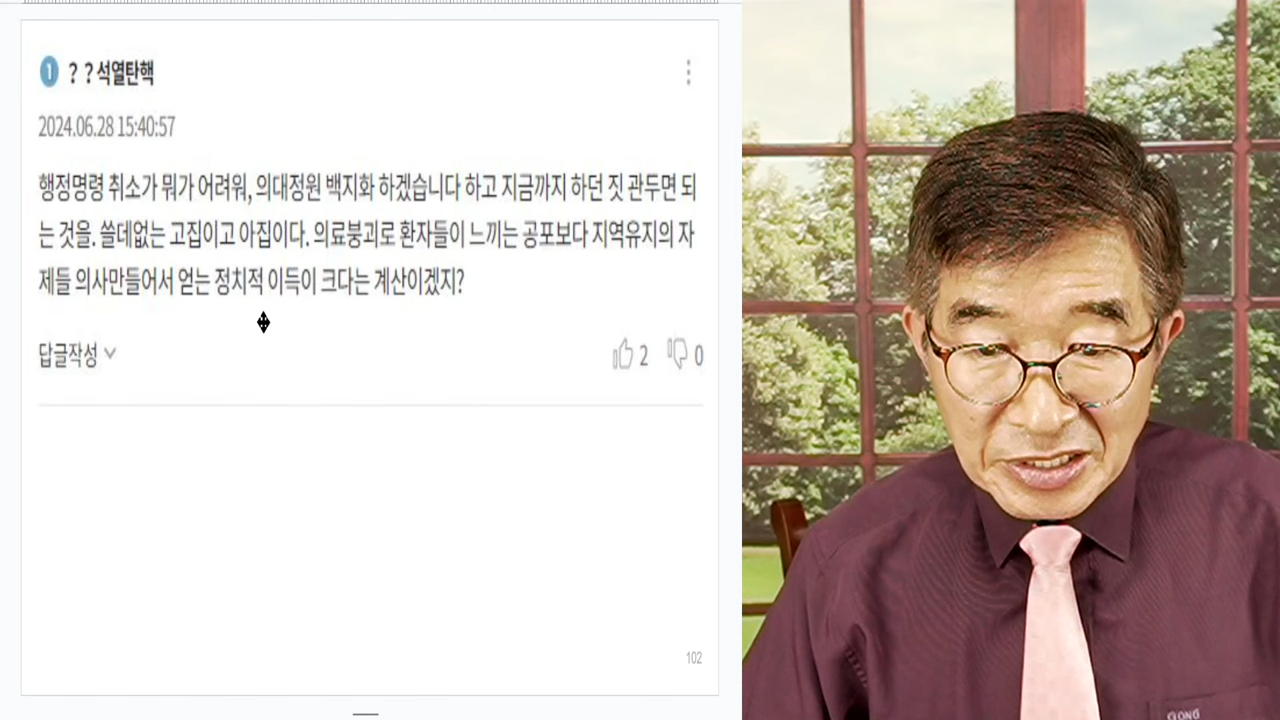 1 ? ? 석열탄핵
2024.06.28 15:40:57
행정명령 취소가 뭐가 어려워, 의대정원 백지화 하겠습니다 하고 지금까지 하던 짓 관두면 되
는 것을. 쓸데없는 고집이고 아집이다. 의료붕괴로 환자들이 느끼는 공포보다 지역유지의 자
제들 의사만들어서 얻는 정치적 이득이 크다는 계산이겠지?
답글작성
2 0
102